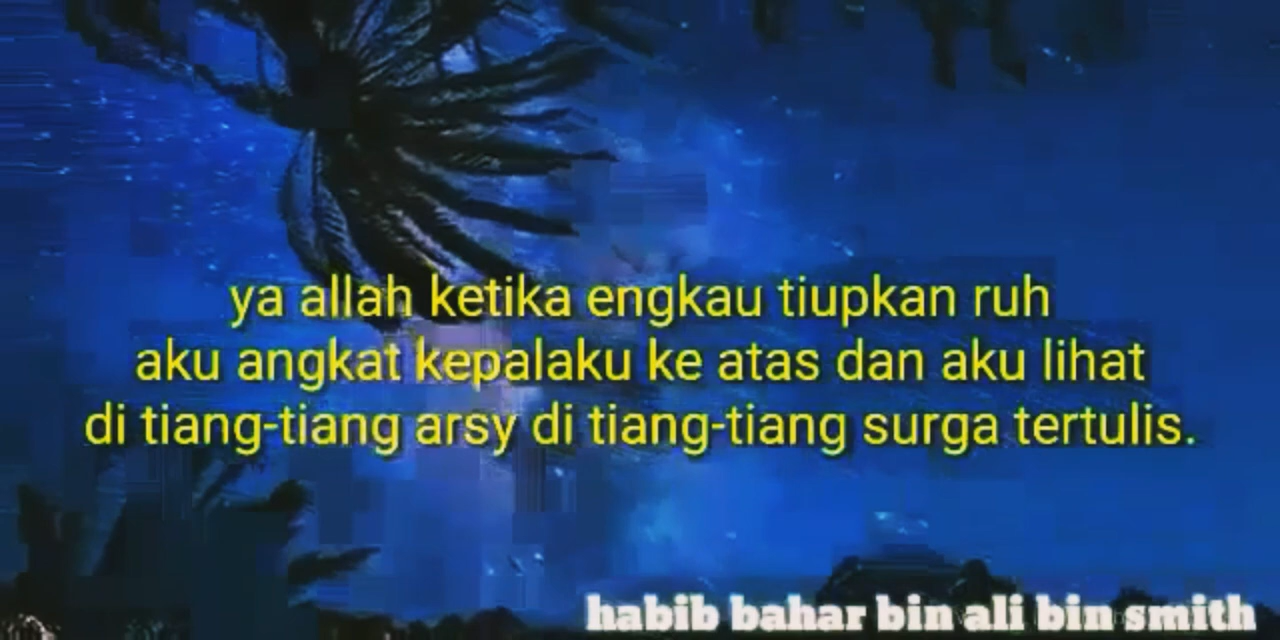 ya allah ketika engkau tiupkan ruh
aku angkat kepalaku ke atas dan aku lihat
di tiang-tiang arsy di tiang-tiang surga tertulis.
habib bahar bin ali bin smith